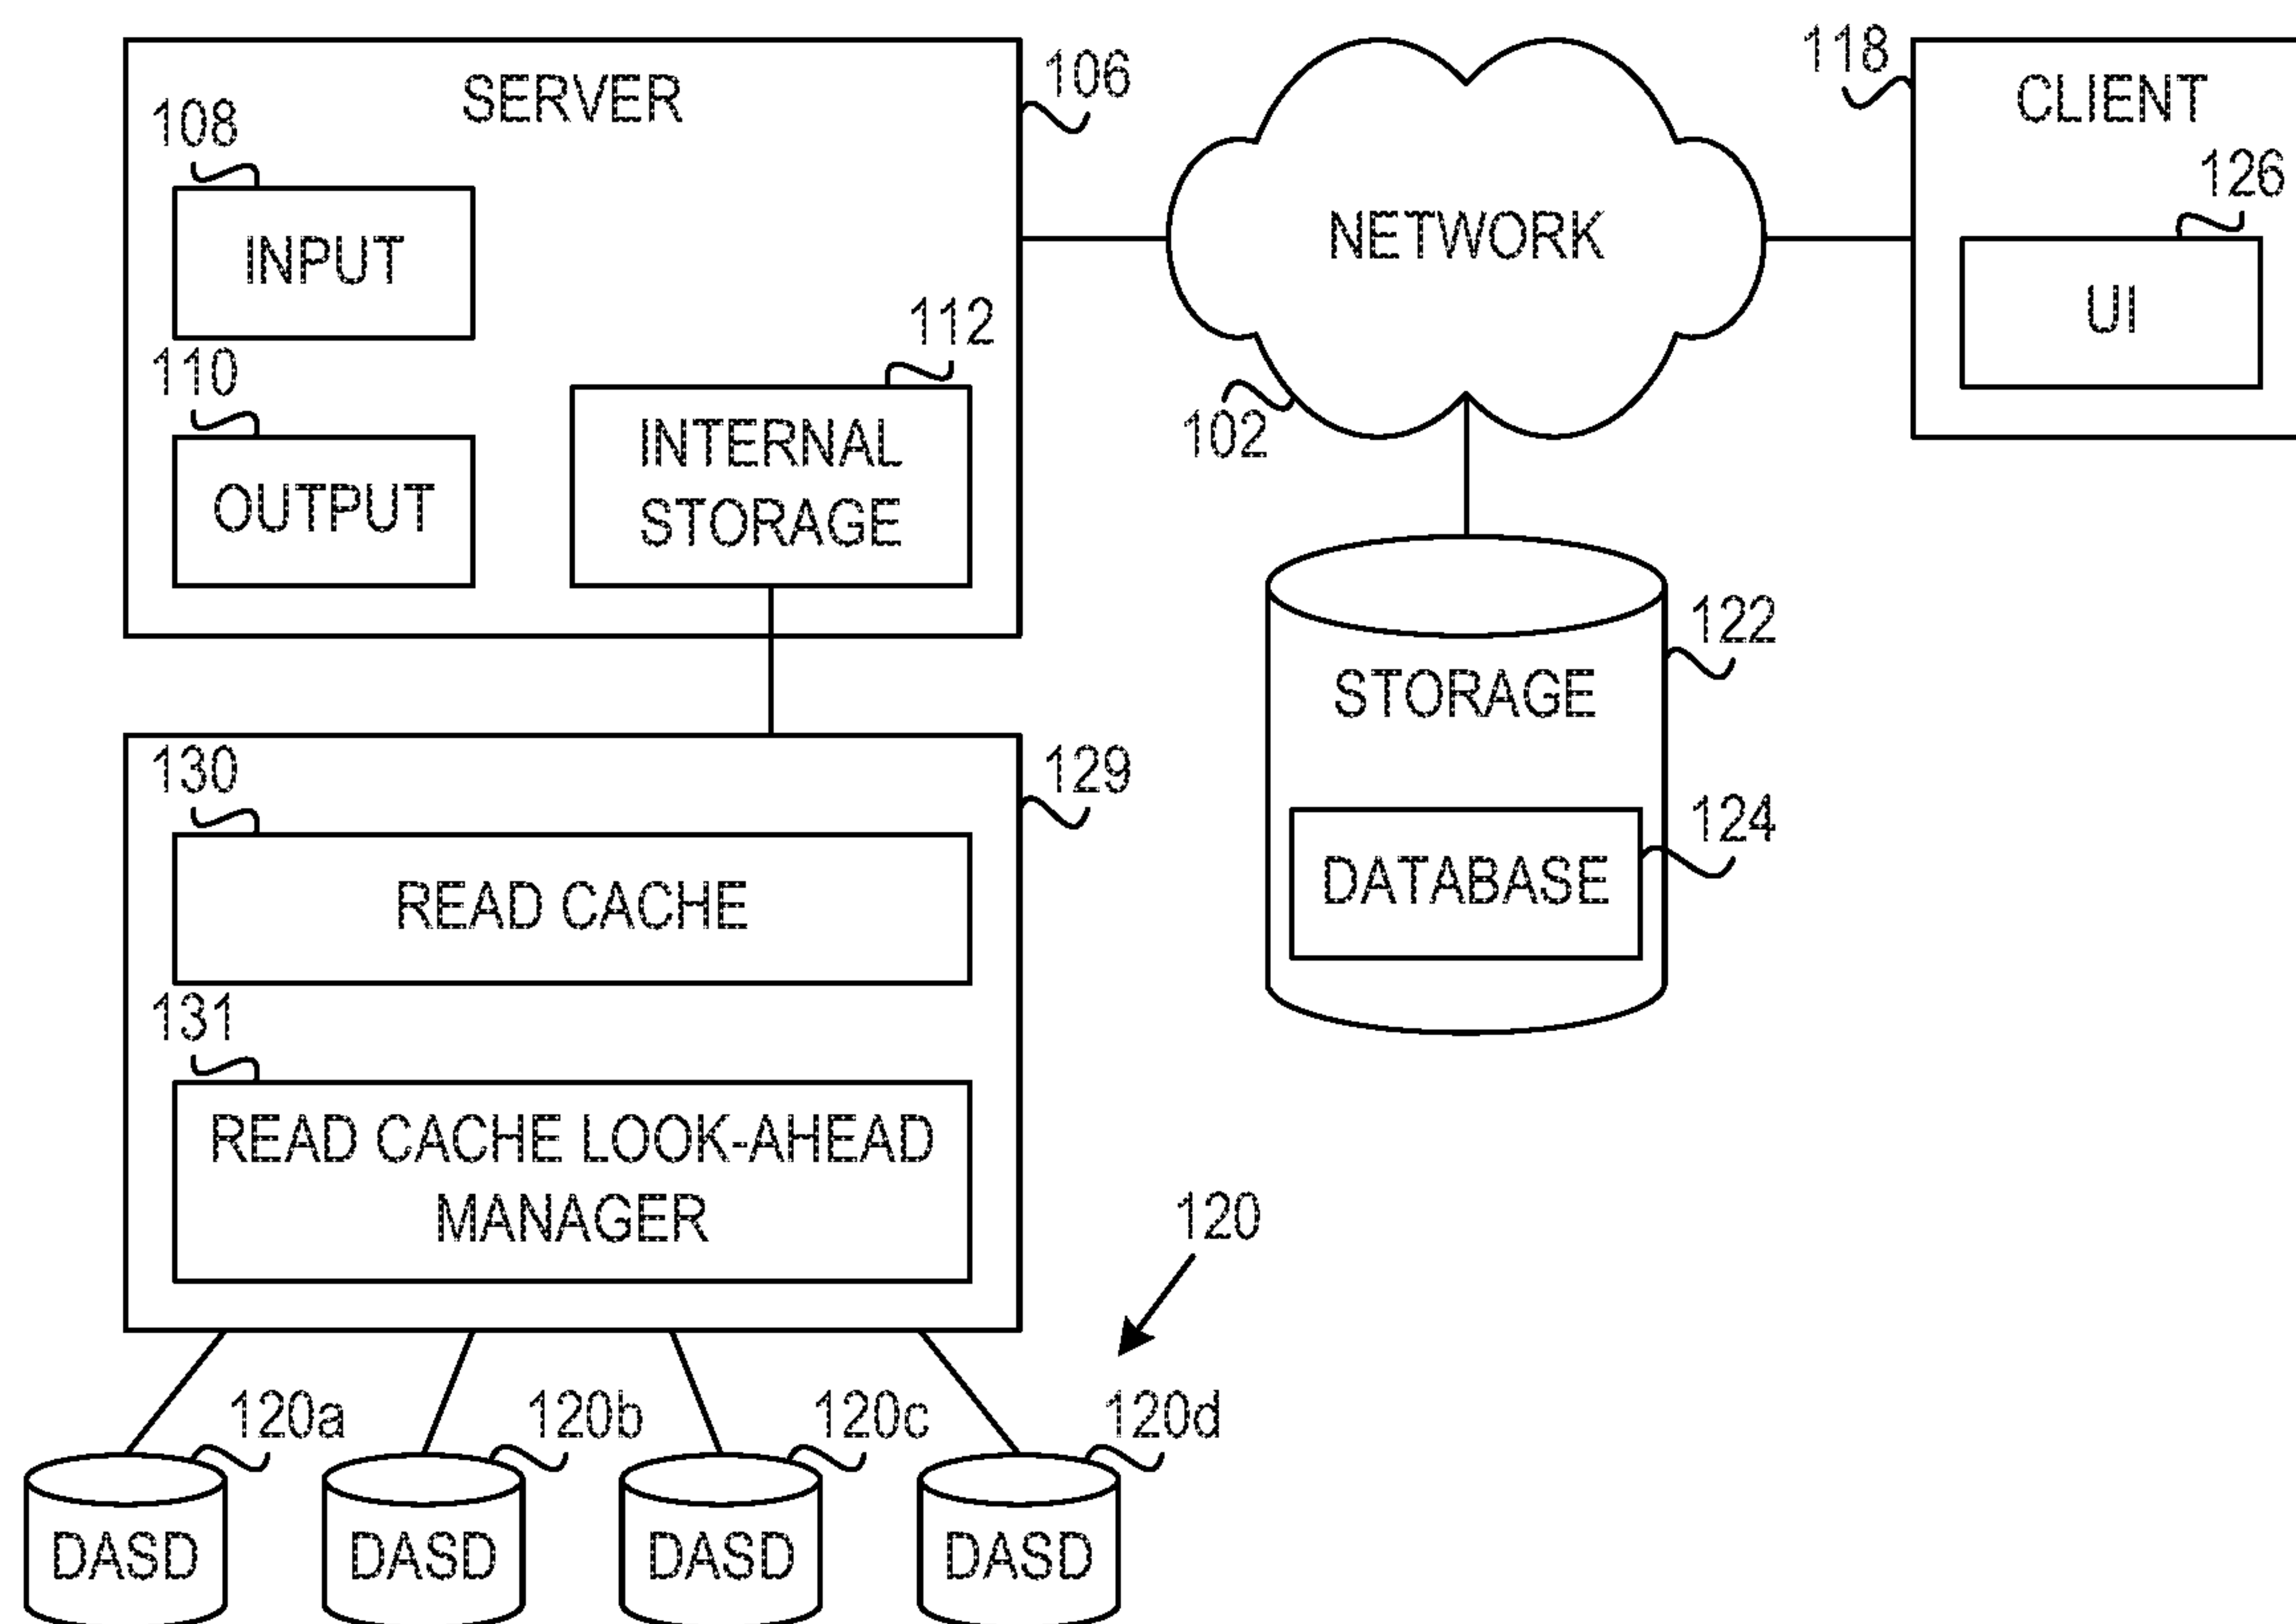 SERVER
106
108
INPUT
110
OUTPUT
112
INTERNAL
STORAGE
NETWORK
102
118
CLIENT
126
UI
122
STORAGE
124
DATABASE
129
130
READ CACHE
131
READ CACHE LOOK-AHEAD
MANAGER
120
120a
120b
120c
120d
DASD
DASD
DASD
DASD